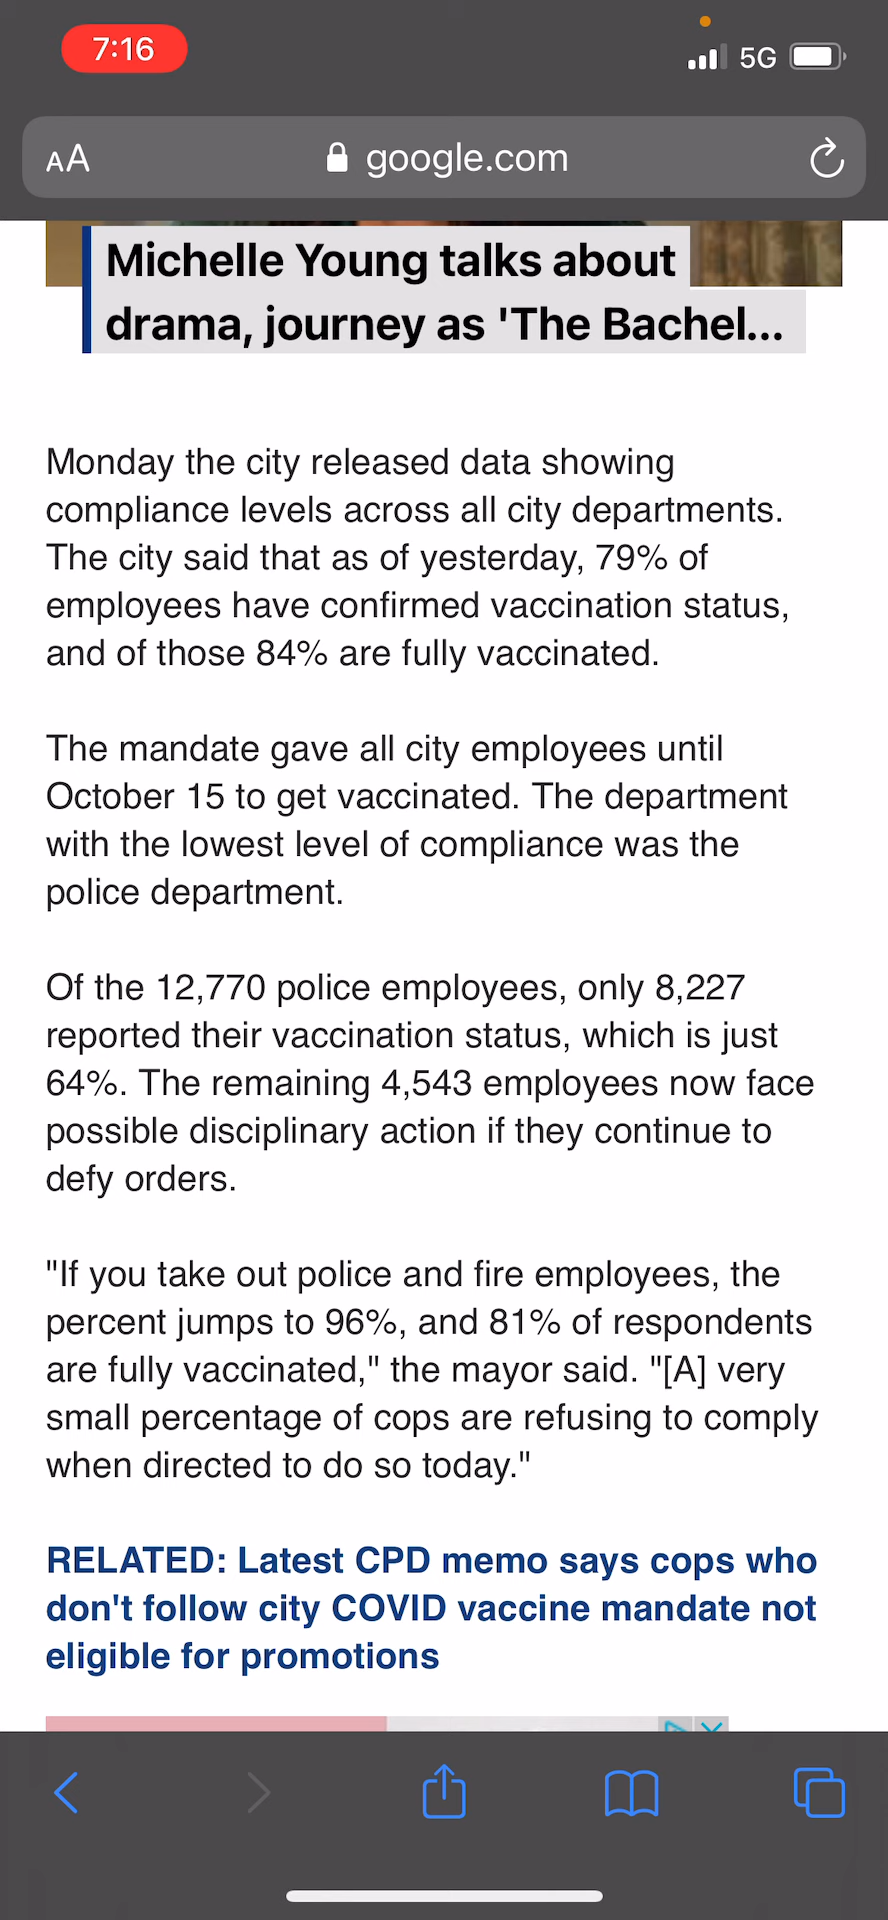 7:16
5G
AA
google.com
Michelle Young talks about
drama, journey as 'The Bachel...
Monday the city released data showing
compliance levels across all city departments.
The city said that as of yesterday, 79% of
employees have confirmed vaccination status,
and of those 84% are fully vaccinated.
The mandate gave all city employees until
October 15 to get vaccinated. The department
with the lowest level of compliance was the
police department.
Of the 12,770 police employees, only 8,227
reported their vaccination status, which is just
64%. The remaining 4,543 employees now face
possible disciplinary action if they continue to
defy orders.
"If you take out police and fire employees, the
percent jumps to 96%, and 81% of respondents
are fully vaccinated," the mayor said. "[A] very
small percentage of cops are refusing to comply
when directed to do so today."
RELATED: Latest CPD memo says cops who
don't follow city COVID vaccine mandate not
eligible for promotions